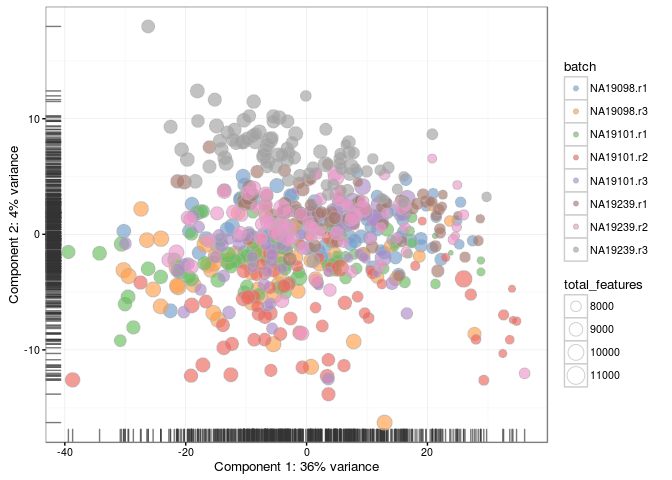 batch
NA19098.r1
NA19098.r3
NA19101.r1
NA19101.r2
NA19101.r3
NA19239.r1
NA19239.r2
NA19239.r3
total_features
8000
9000
10000
11000
10
0
-10
Component 2: 4% variance
-40
-20
0
20
Component 1: 36% variance